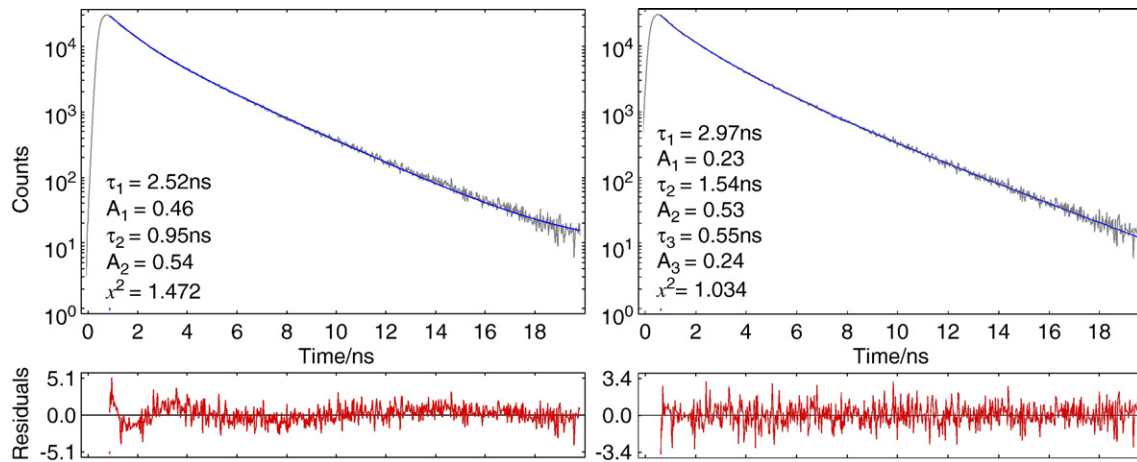 10⁴
10³
10²
10¹
10⁰
Counts
τ₁ = 2.52ns
A₁ = 0.46
τ₂ = 0.95ns
A₂ = 0.54
x² = 1.472
0 2 4 6 8 10 12 14 16 18
Time/ns
Residuals
5.1
0.0
-5.1
10⁴
10³
10²
10¹
10⁰
τ₁ = 2.97ns
A₁ = 0.23
τ₂ = 1.54ns
A₂ = 0.53
τ₃ = 0.55ns
A₃ = 0.24
x² = 1.034
0 2 4 6 8 10 12 14 16 18
Time/ns
3.4
0.0
-3.4